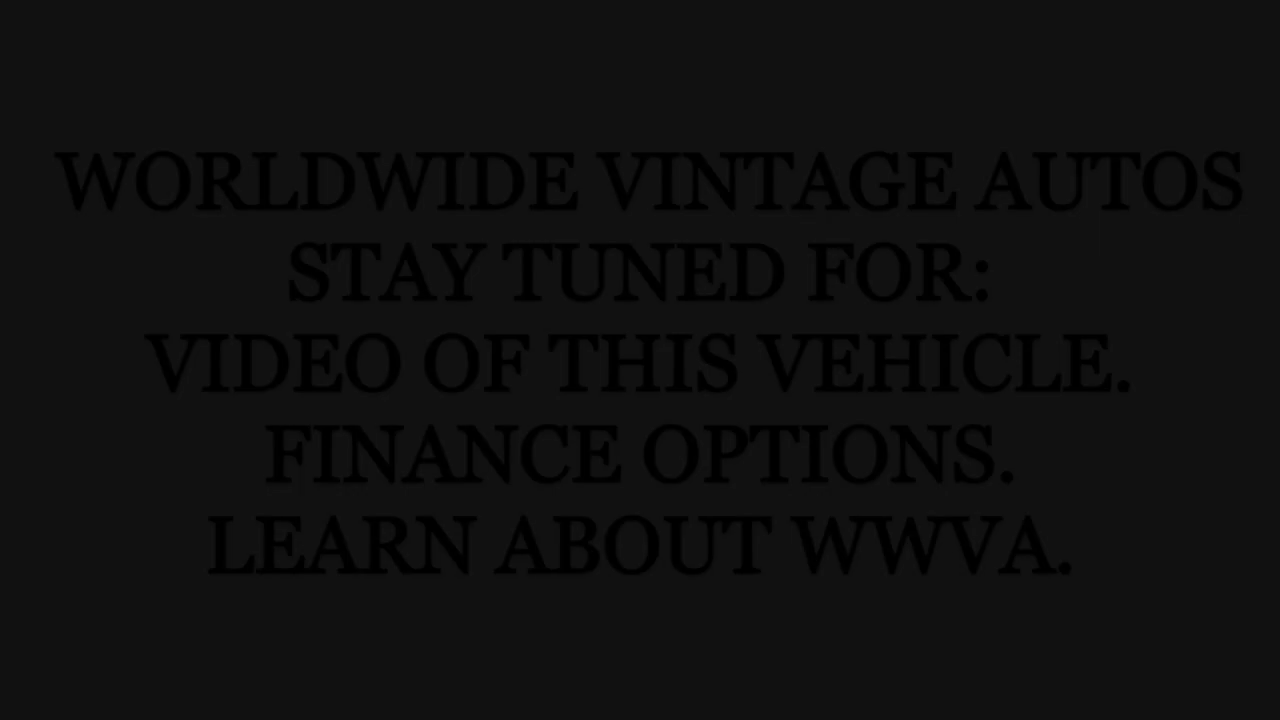 WORLDWIDE VINTAGE AUTOS
STAY TUNED FOR:
VIDEO OF THIS VEHICLE.
FINANCE OPTIONS.
LEARN ABOUT WWVA.